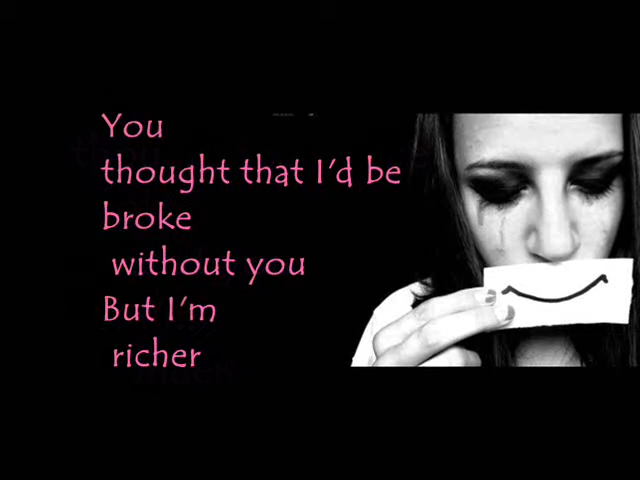 You
thought that I'd be
broke
without you
But I'm
richer